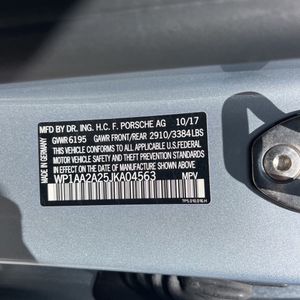 MFD BY DR. ING. H.C. F. PORSCHE AG 10/17
GWR 6195 GAWR FRONT/REAR 2910/3384LBS
THIS VEHICLE CONFORMS TO ALL APPLICABLE
FEDERAL MOTOR VEHICLE SAFETY, BUMPER,
AND THEFT PREVENTION STANDARDS IN EFFECT
ON THE DATE OF MANUFACTURE SHOWN ABOVE
WP1AA2A25JKA04563 MPV
MADE IN GERMANY